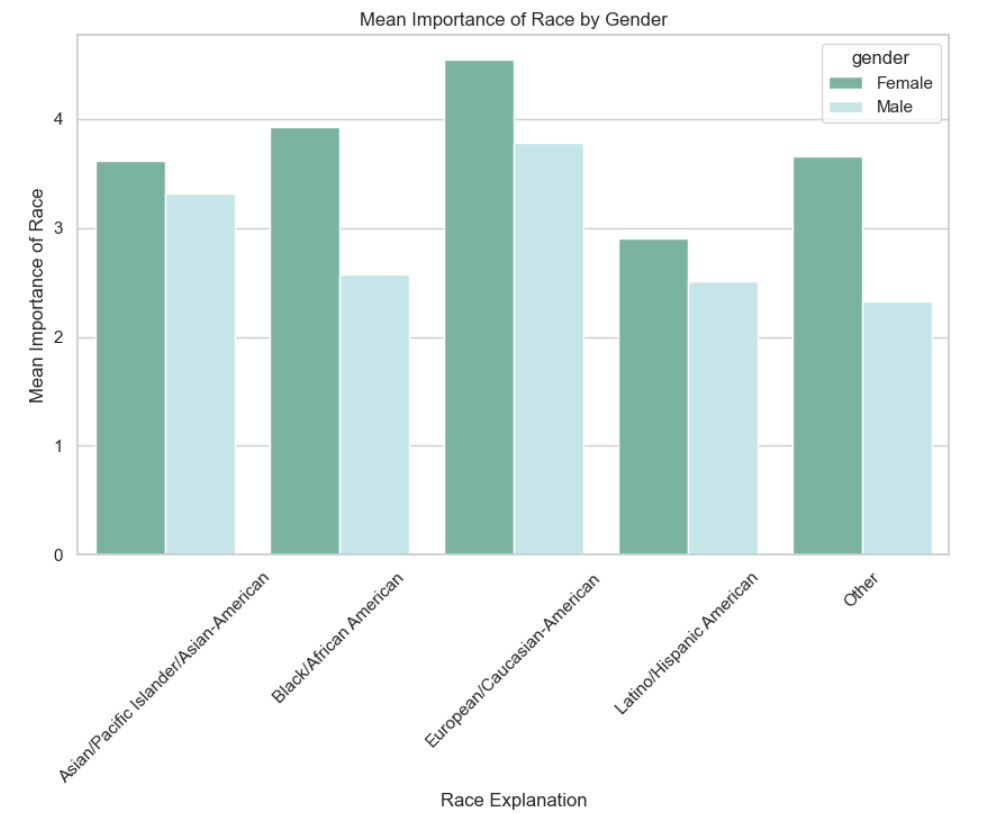 Mean Importance of Race by Gender
gender
Female
Male
Mean Importance of Race
4
3
2
1
0
Asian/Pacific Islander/Asian-American
Black/African American
European/Caucasian-American
Latino/Hispanic American
Other
Race Explanation